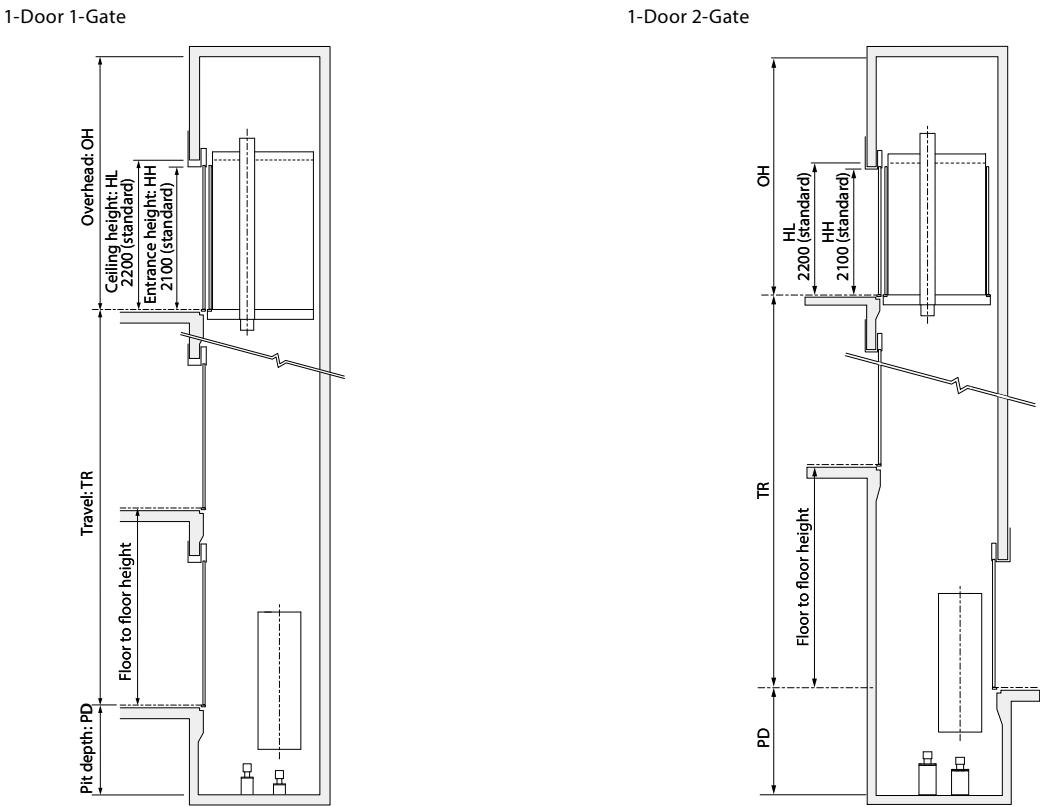 1-Door 1-Gate
Overhead: OH
Ceiling height: HL
2200 (standard)
Entrance height: HH
2100 (standard)
Travel: TR
Floor to floor height
Pit depth: PD
1-Door 2-Gate
OH
HL
2200 (standard)
HH
2100 (standard)
TR
Floor to floor height
PD